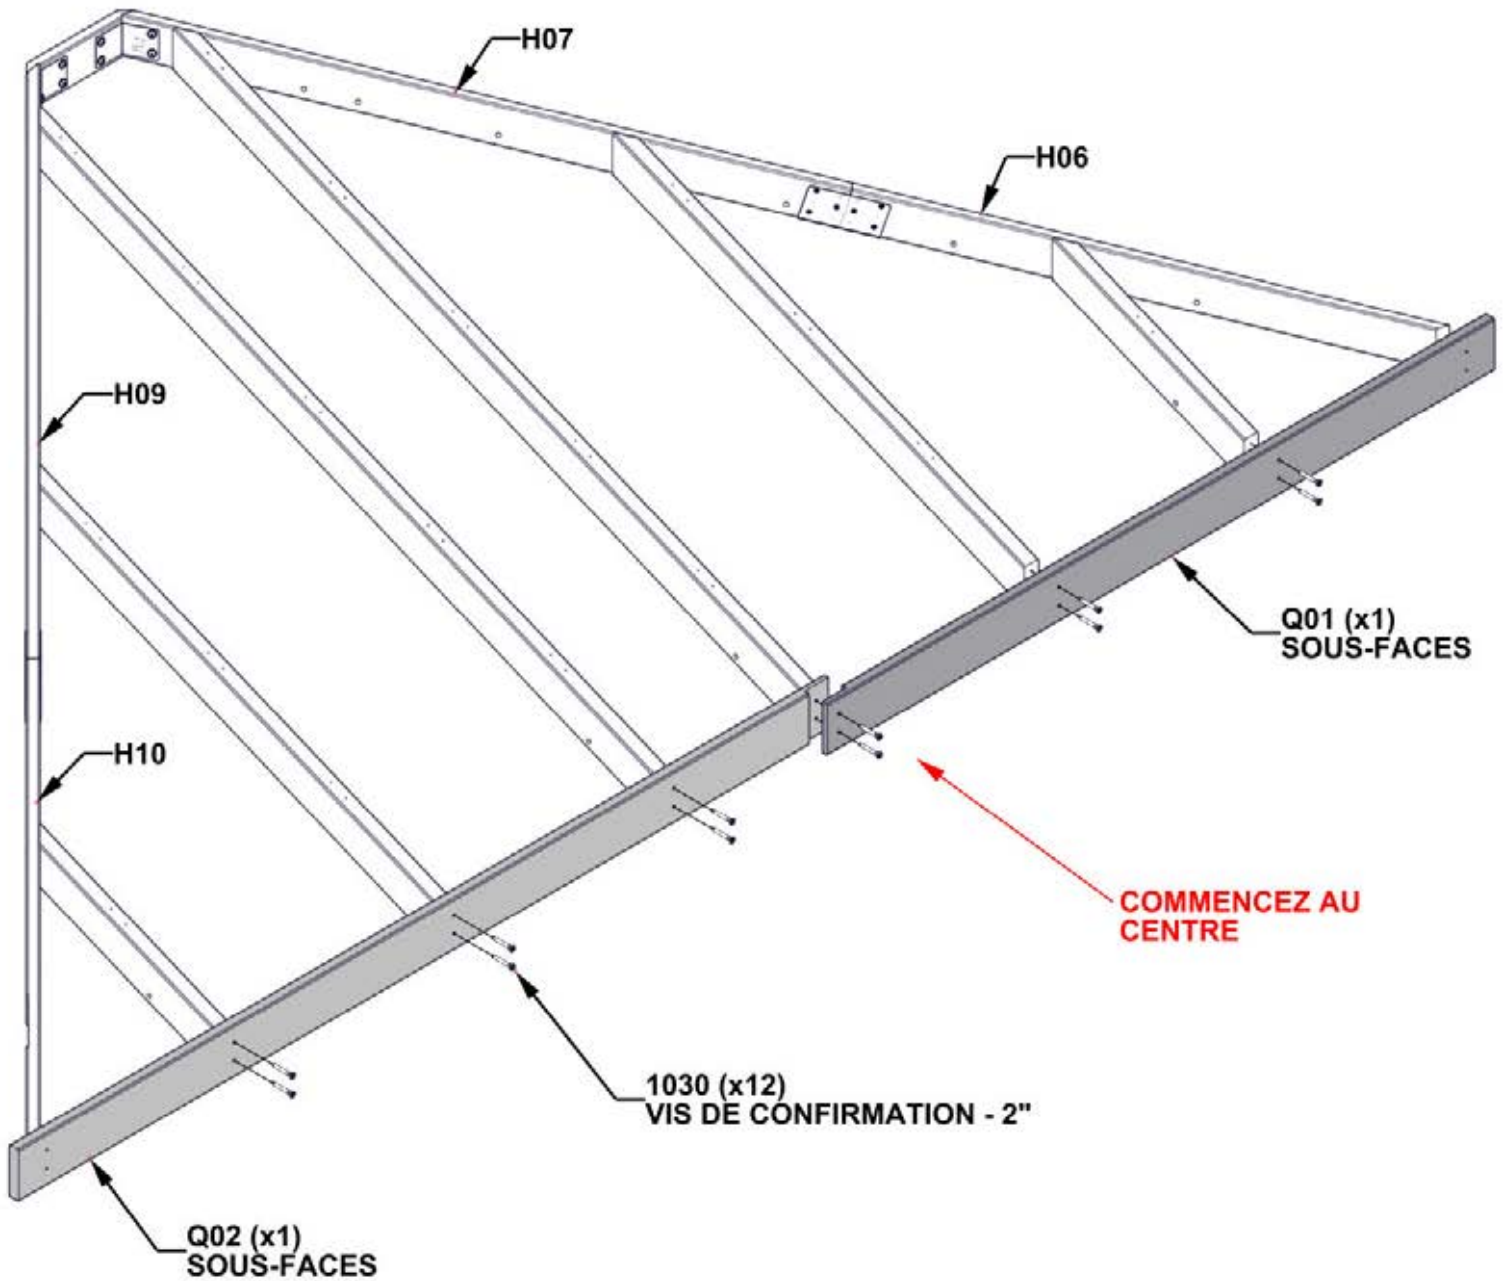 H07
H06
H09
Q01 (x1)
SOUS-FACES
H10
COMMENCEZ AU
CENTRE
1030 (x12)
VIS DE CONFIRMATION - 2"
Q02 (x1)
SOUS-FACES